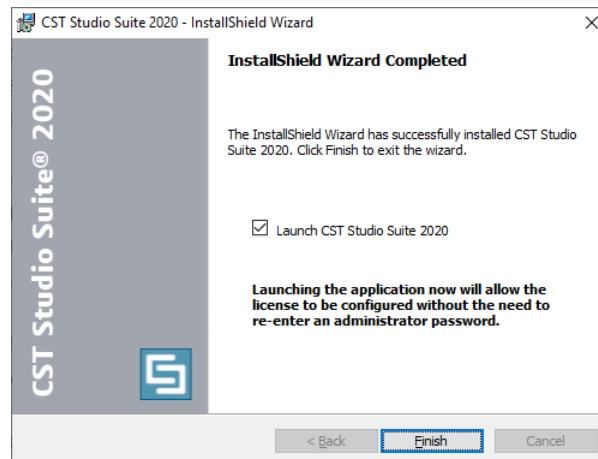 CST Studio Suite 2020 - InstallShield Wizard
CST Studio Suite® 2020
InstallShield Wizard Completed
The InstallShield Wizard has successfully installed CST Studio
Suite 2020. Click Finish to exit the wizard.
Launch CST Studio Suite 2020
Launching the application now will allow the
license to be configured without the need to
re-enter an administrator password.
< Back
Finish
Cancel